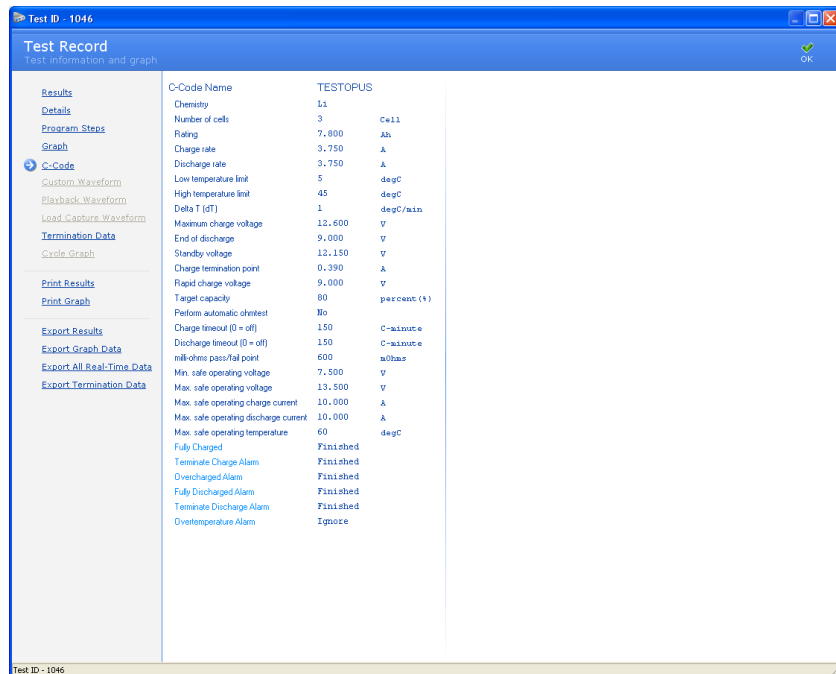 Test ID - 1046
Test Record
Test information and graph
OK
Results
Details
Program Steps
Graph
C-Code
Custom Waveform
Playback Waveform
Load Capture Waveform
Termination Data
Cycle Graph
Print Results
Print Graph
Export Results
Export Graph Data
Export All Real-Time Data
Export Termination Data
C-Code Name TESTOPUS
Chemistry Li
Number of cells 3 Cell
Rating 7.800 Ah
Charge rate 3.750 A
Discharge rate 3.750 A
Low temperature limit 5 degC
High temperature limit 45 degC
Delta T (dT) 1 degC/min
Maximum charge voltage 12.600 V
End of discharge 9.000 V
Standby voltage 12.150 V
Charge termination point 0.390 A
Rapid charge voltage 9.000 V
Target capacity 80 percent(%)
Perform automatic ohmtest No
Charge timeout (0 = off) 150 C-minute
Discharge timeout (0 = off) 150 C-minute
milli-ohms pass/fail point 600 mOhms
Min. safe operating voltage 7.500 V
Max. safe operating voltage 13.500 V
Max. safe operating charge current 10.000 A
Max. safe operating discharge current 10.000 A
Max. safe operating temperature 60 degC
Fully Charged Finished
Terminate Charge Alarm Finished
Overcharged Alarm Finished
Fully Discharged Alarm Finished
Terminate Discharge Alarm Finished
Overtemperature Alarm Ignore
Test ID - 1046